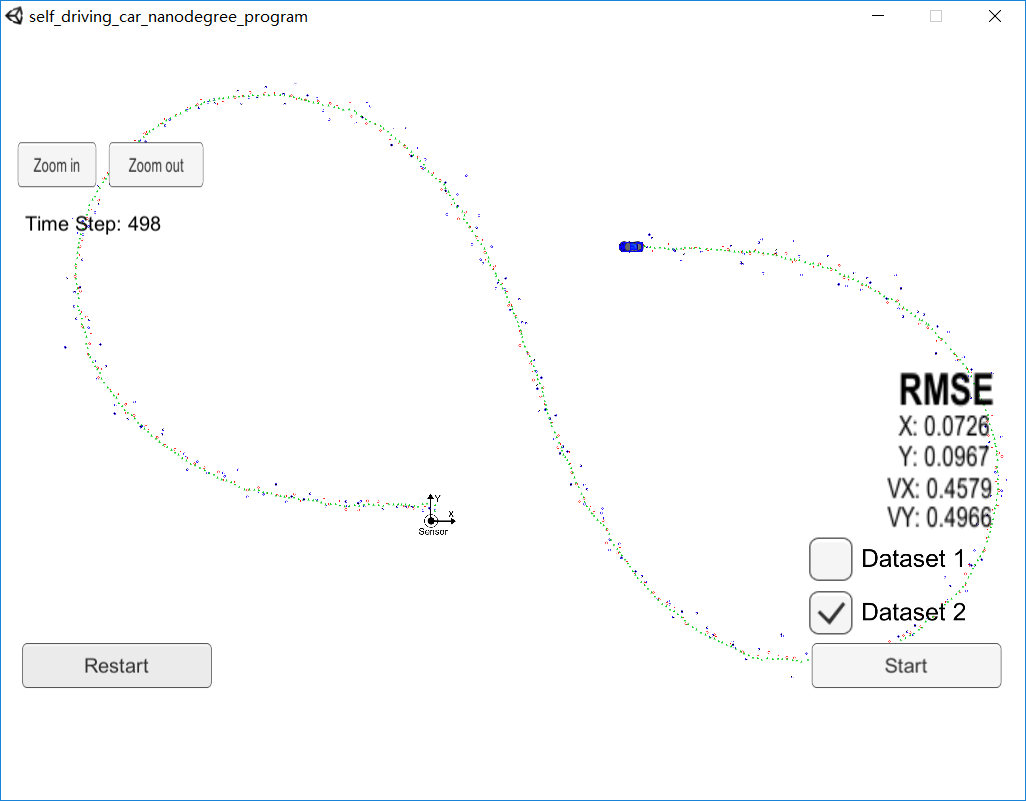 self_driving_car_nanodegree_program
Zoom in
Zoom out
Time Step: 498
RMSE
X: 0.0726
Y: 0.0967
VX: 0.4579
VY: 0.4966
Y
X
Sensor
Dataset 1
Dataset 2
Restart
Start